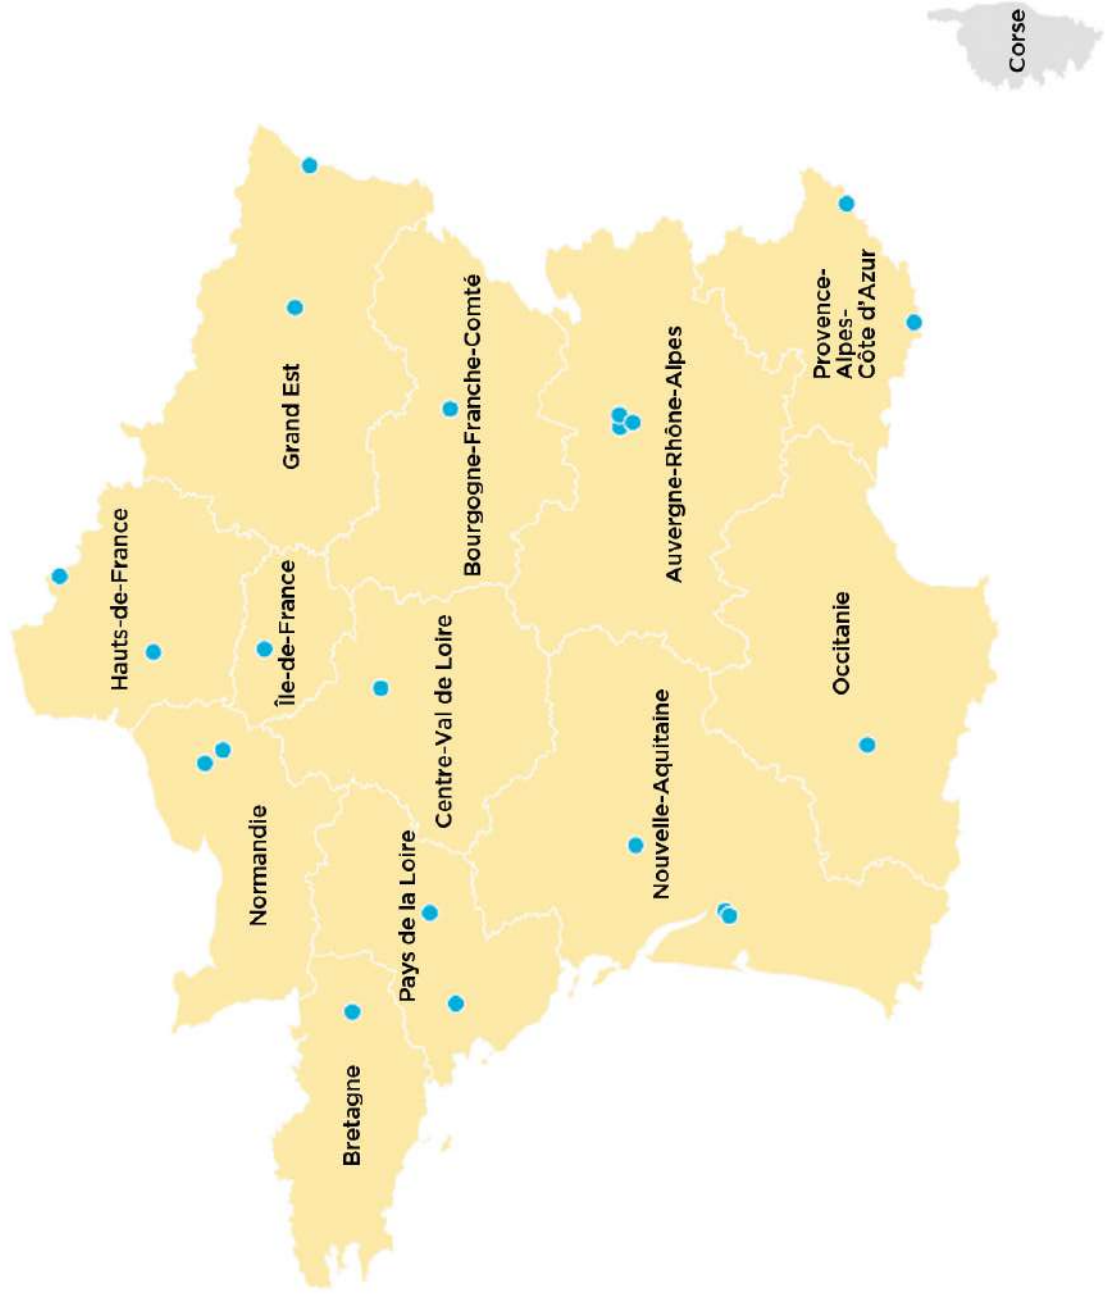 Hauts-de-France
Normandie
Île-de-France
Grand Est
Bretagne
Pays de la Loire
Centre-Val de Loire
Bourgogne-Franche-Comté
Nouvelle-Aquitaine
Auvergne-Rhône-Alpes
Occitanie
Provence-
Alpes-
Côte d'Azur
Corse